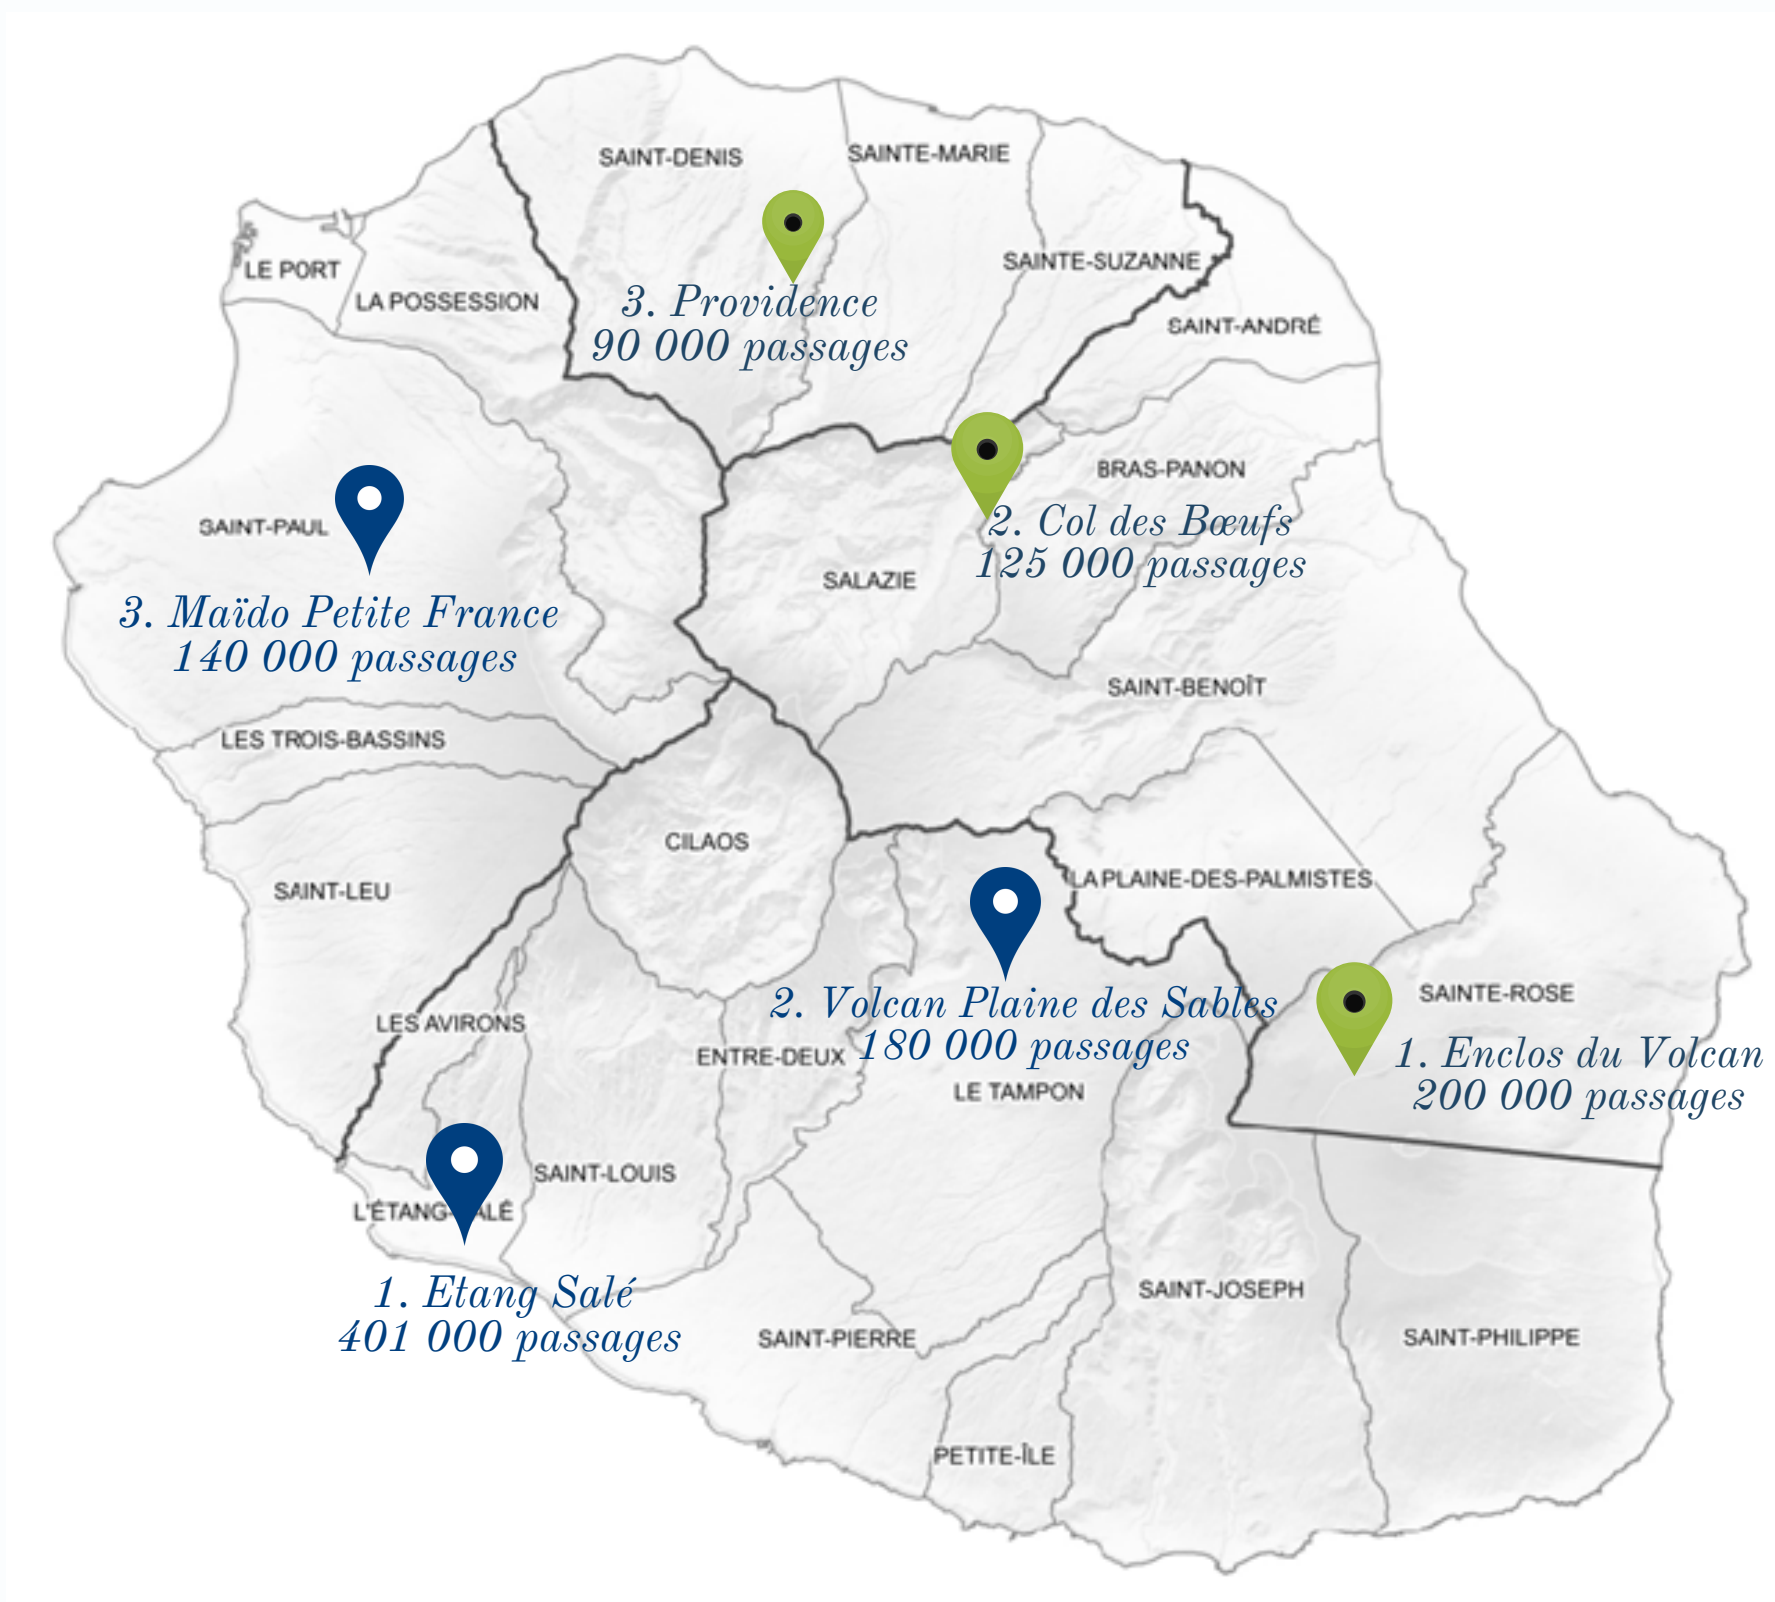 SAINT-DENIS
SAINTE-MARIE
SAINTE-SUZANNE
LE PORT
LA POSSESSION
3. Providence
90 000 passages
SAINT-ANDRÉ
BRAS-PANON
SAINT-PAUL
2. Col des Bœufs
125 000 passages
SALAZIE
3. Maïdo Petite France
140 000 passages
SAINT-BENOÎT
LES TROIS-BASSINS
CILAOS
LA PLAINE-DES-PALMISTES
SAINT-LEU
SAINTE-ROSE
2. Volcan Plaine des Sables
180 000 passages
LES AVIRONS
ENTRE-DEUX
1. Enclos du Volcan
200 000 passages
LE TAMPON
SAINT-LOUIS
L'ÉTANG-SALÉ
1. Etang Salé
401 000 passages
SAINT-JOSEPH
SAINT-PIERRE
SAINT-PHILIPPE
PETITE-ÎLE